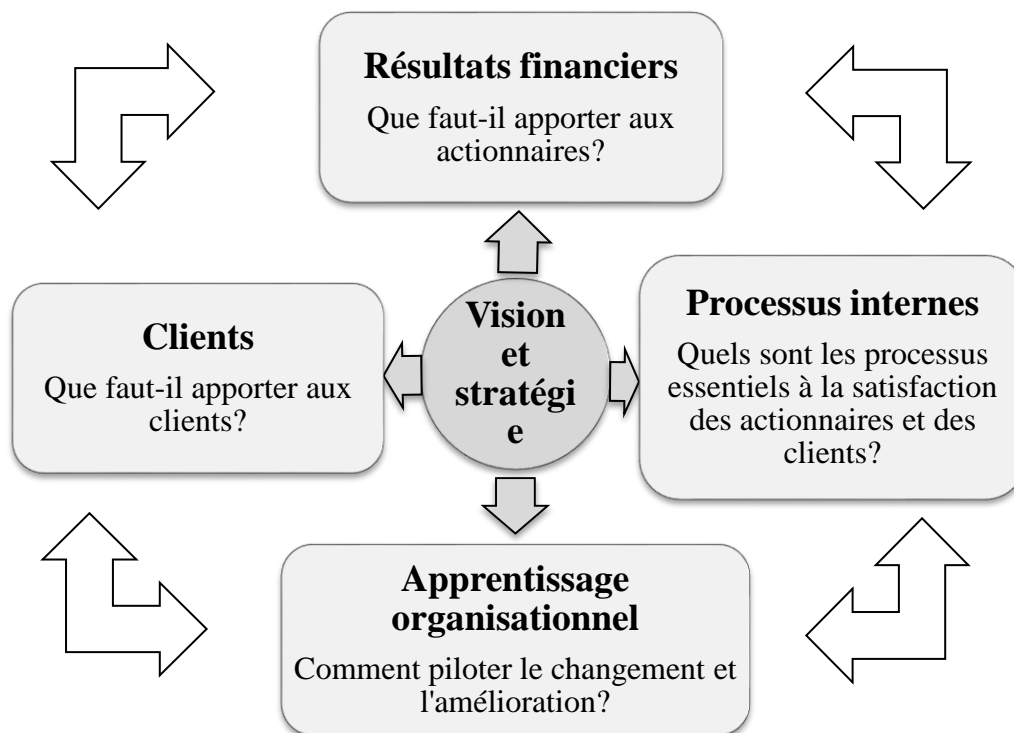 Résultats financiers
Que faut-il apporter aux
actionnaires?
Clients
Que faut-il apporter aux
clients?
Vision
et
stratégi
e
Processus internes
Quels sont les processus
essentiels à la satisfaction
des actionnaires et des
clients?
Apprentissage
organisationnel
Comment piloter le changement et
l'amélioration?